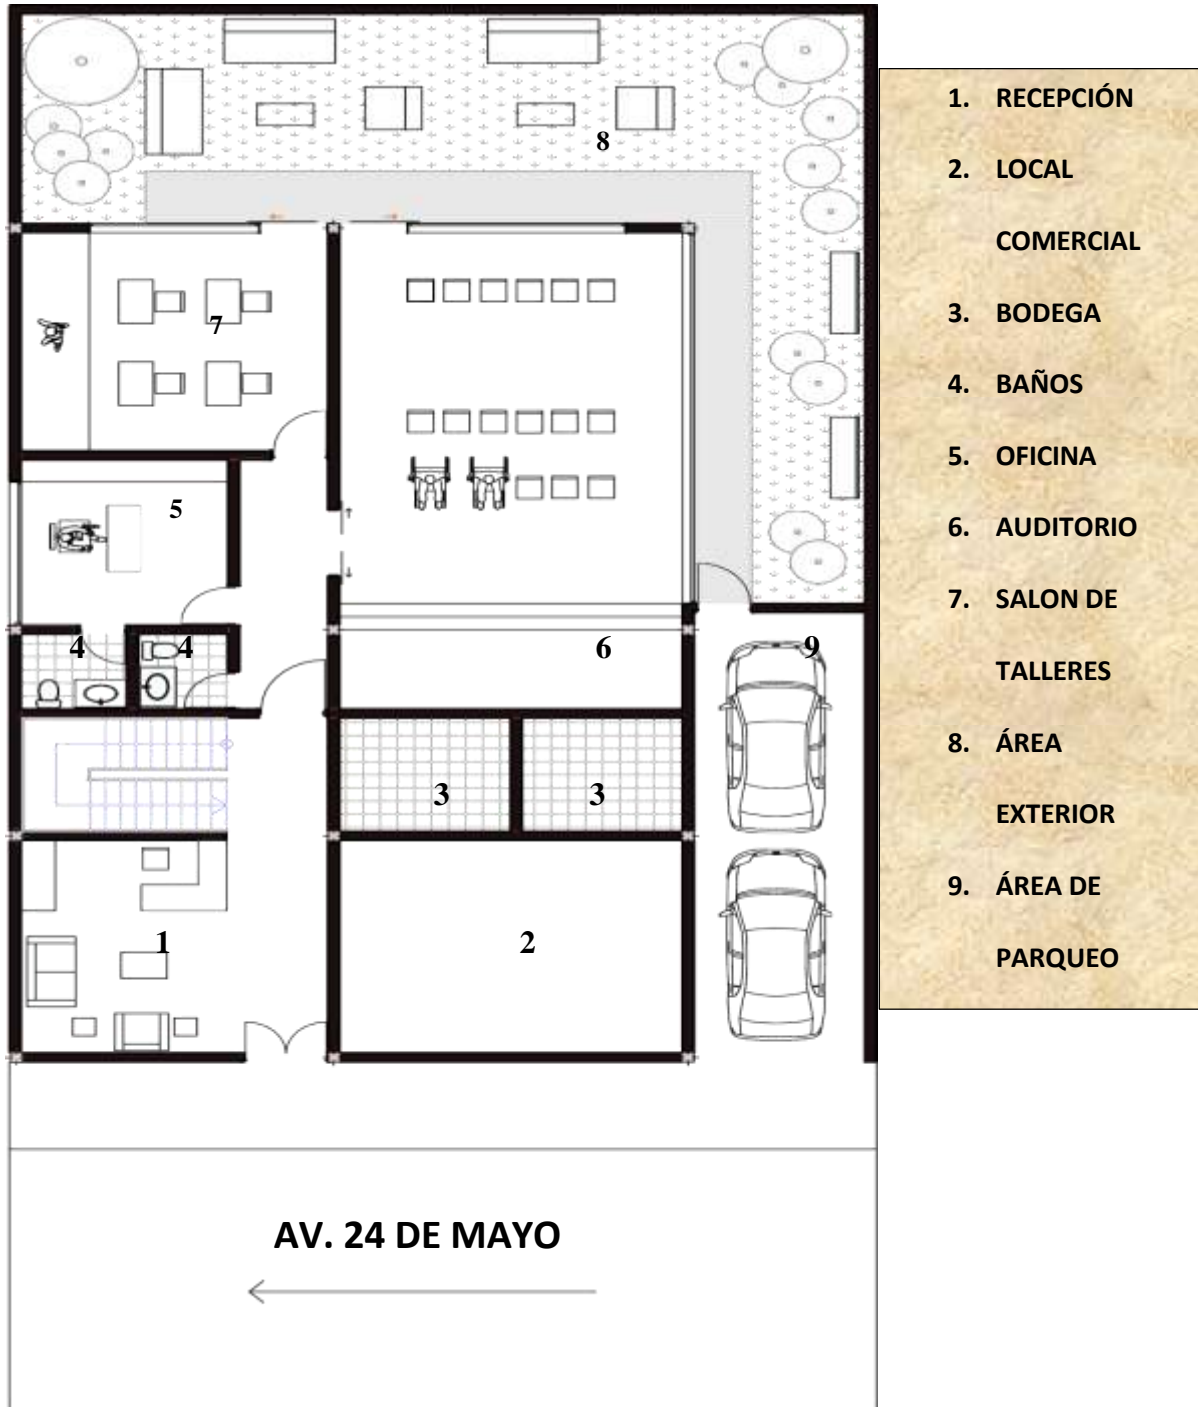 8
7
5
4 4
6
9
3 3
1
2
AV. 24 DE MAYO
1. RECEPCIÓN
2. LOCAL
COMERCIAL
3. BODEGA
4. BAÑOS
5. OFICINA
6. AUDITORIO
7. SALON DE
TALLERES
8. ÁREA
EXTERIOR
9. ÁREA DE
PARQUEO